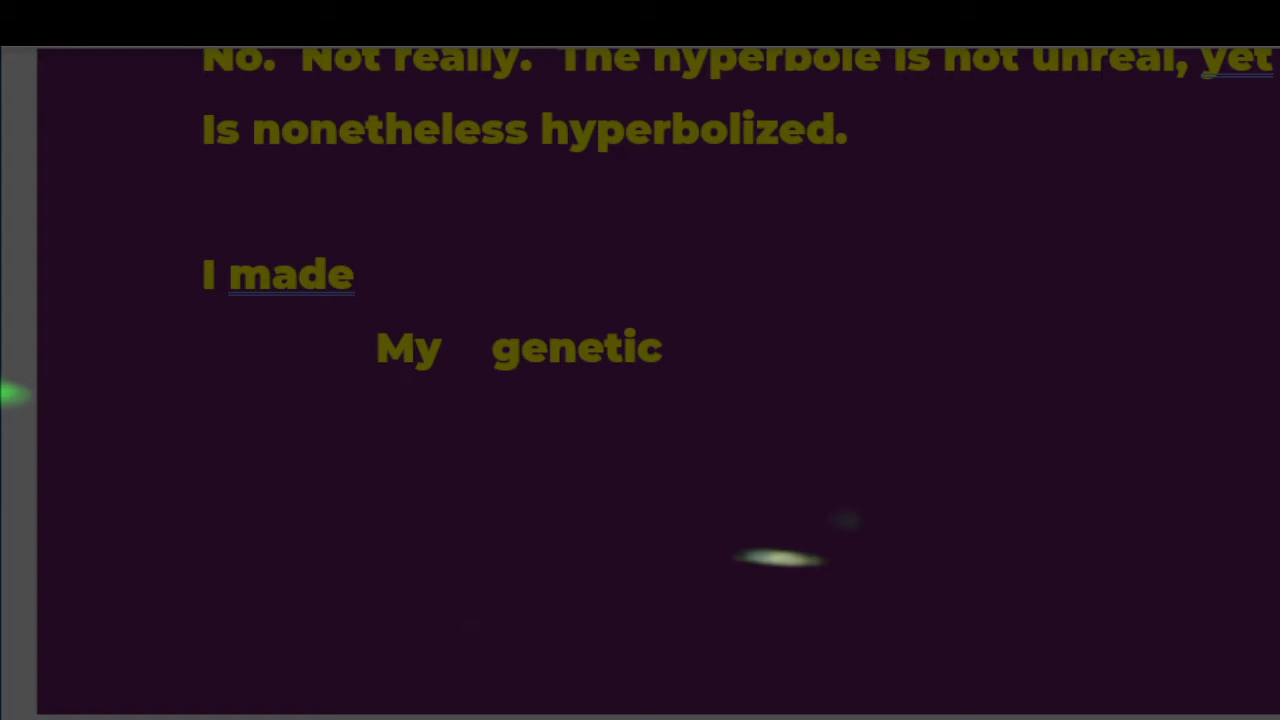 No.  Not really.  The hyperbole is not unreal, yet
Is nonetheless hyperbolized.
I made
My    genetic